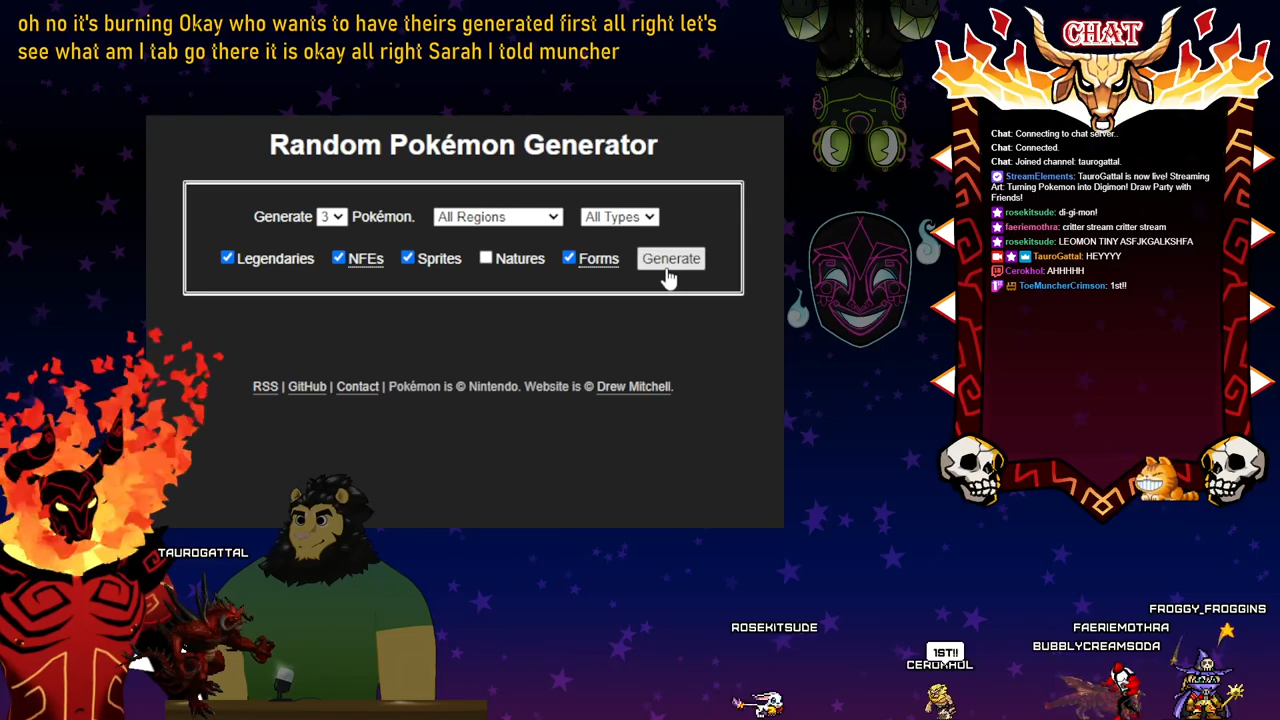 oh no it's burning Okay who wants to have theirs generated first all right let's
see what am I tab go there it is okay all right Sarah I told muncher
Random Pokémon Generator
Generate 3 Pokémon. All Regions All Types
Legendaries NFEs Sprites Natures Forms Generate
RSS | GitHub | Contact | Pokémon is © Nintendo. Website is © Drew Mitchell.
CHAT
Chat: Connecting to chat server..
Chat: Connected.
Chat: Joined channel: taurogattal.
StreamElements: TauroGattal is now live! Streaming
Art: Turning Pokemon into Digimon! Draw Party with
Friends!
rosekitsude: di-gi-mon!
faeriemothra: critter stream critter stream
rosekitsude: LEOMON TINY ASFJKGALKSHFA
TauroGattal: HEYYYY
Cerokhol: AHHHHH
ToeMuncherCrimson: 1st!!
TAUROGATTAL
ROSEKITSUDE
1ST!!
CEROKHOL
FROGGY_FROGGINS
FAERIEMOTHRA
BUBBLYCREAMSODA